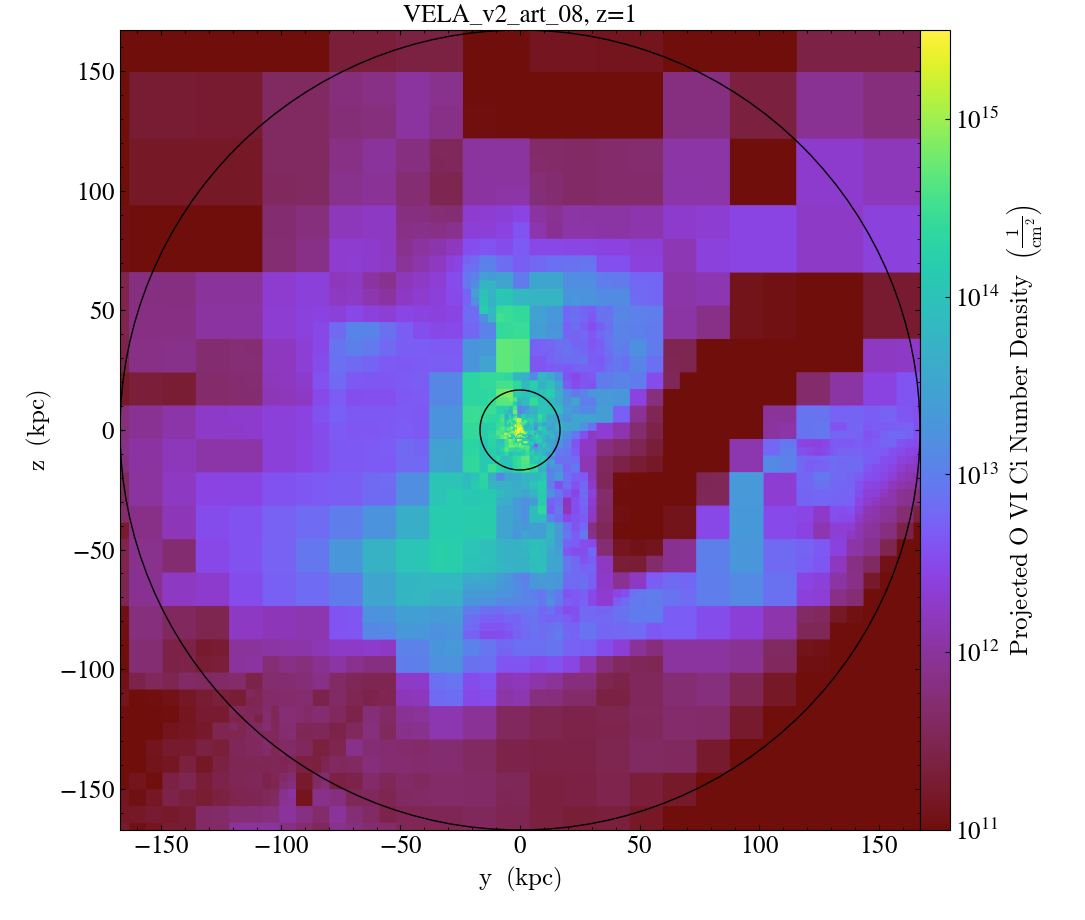 VELA_v2_art_08, z=1
150
100
50
0
−50
−100
−150
z (kpc)
−150 −100 −50 0 50 100 150
y (kpc)
10^15
10^14
10^13
10^12
10^11
Projected O VI Ci Number Density (1/cm^2)